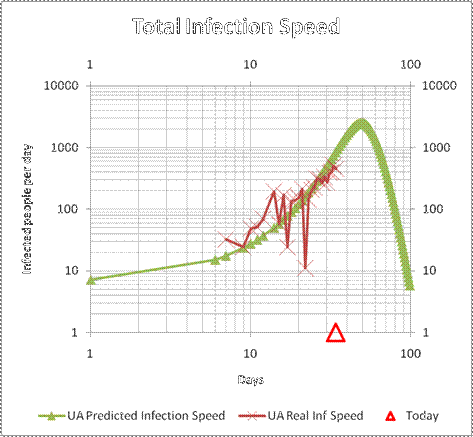 Total Infection Speed
1 10 100
10000 10000
1000 1000
100 100
10 10
1 1
1 10 100
Infected people per day
Days
UA Predicted Infection Speed UA Real Inf Speed Today